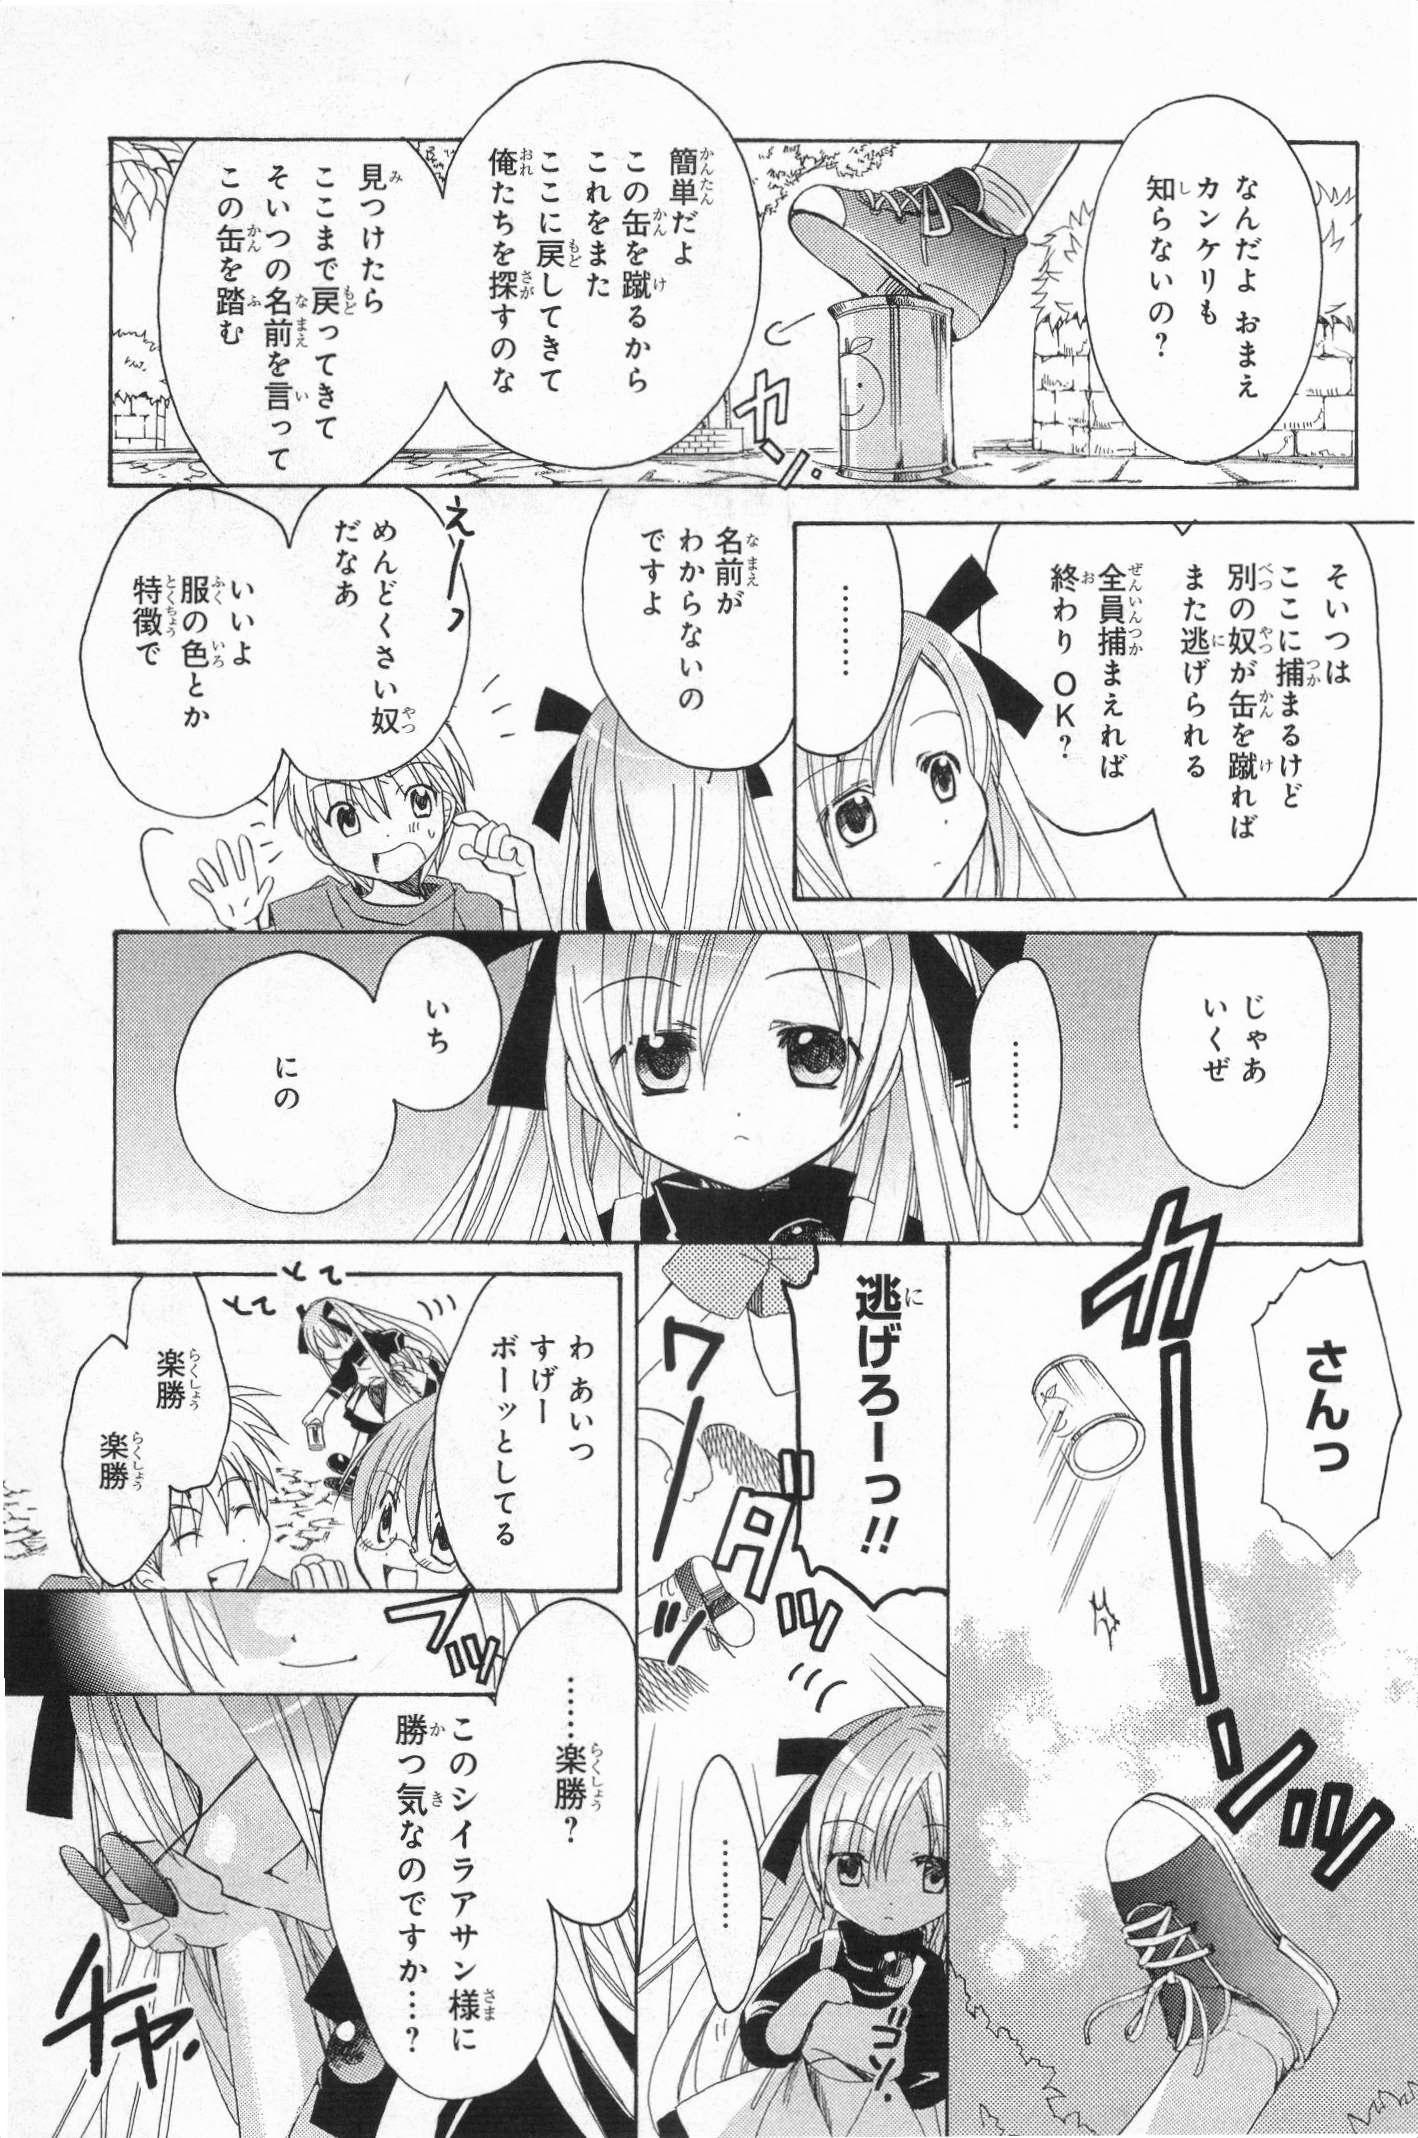 なんだよ おまえ
カンケリも
知らないの？
簡単だよ
この缶を蹴るから
これをまた
ここに戻してきて
俺たちを探すのな
見つけたら
ここまで戻ってきて
そいつの名前を言って
この缶を踏む
カン。
そいつは
ここに捕まるけど
別の奴が缶を蹴れば
また逃げられる
全員捕まえれば
終わり OK？
………
名前が
わからないの
ですよ
えーっ
めんどくさい奴
だなあ
いいよ
服の色とか
特徴で
じゃあ
いくぜ
………
いち
にの
さんっ
カーンッ
逃げろーっ!!
ワーッ
ダッ
………
ゴソ。
わ あいつ
すげー
ボーッとしてる
とて
とて
楽勝
楽勝
スッ
……楽勝？
このシイラアサン様に
勝つ気なのですか…？
チャ。